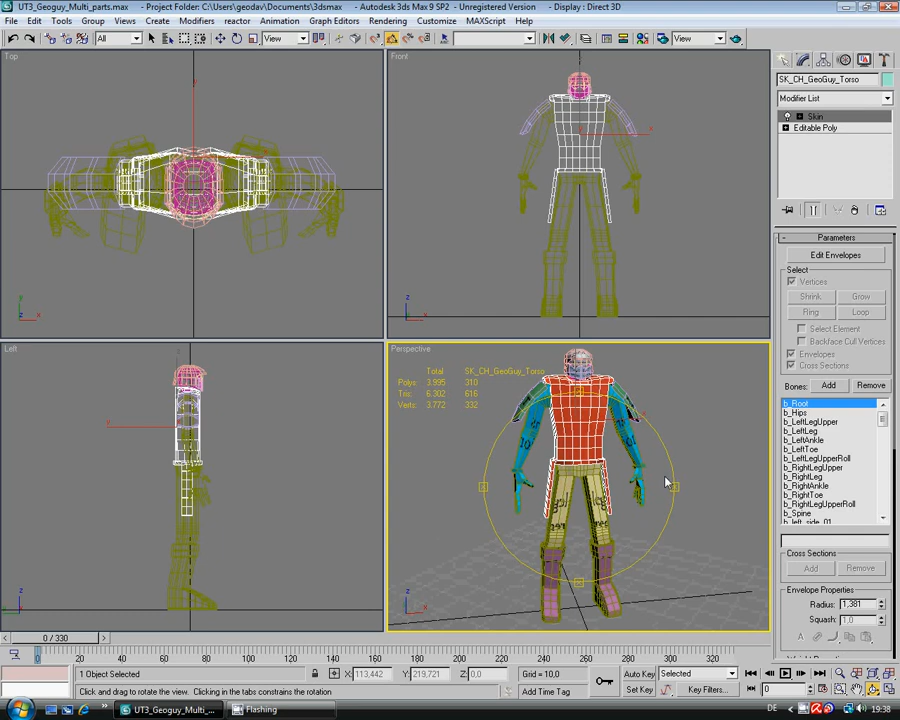 UT3_Geoguy_Multi_parts.max - Project Folder: C:\Users\geodav\Documents\3dsmax - Autodesk 3ds Max 9 SP2 - Unregistered Version - Display : Direct 3D
File Edit Tools Group Views Create Modifiers reactor Animation Graph Editors Rendering Customize MAXScript Help
All View View
Top
y
x
y
x
Front
x
z
x
SK_CH_GeoGuy_Torso
Modifier List
Skin
Editable Poly
Parameters
Edit Envelopes
Select
Vertices
Shrink Grow
Ring Loop
Select Element
Backface Cull Vertices
Envelopes
Cross Sections
Bones: Add Remove
b_Root
b_Hips
b_LeftLegUpper
b_LeftLeg
b_LeftAnkle
b_LeftToe
b_LeftLegUpperRoll
b_RightLegUpper
b_RightLeg
b_RightAnkle
b_RightToe
b_RightLegUpperRoll
b_Spine
b_left_side_01
Cross Sections
Add Remove
Envelope Properties
Radius: 1,381
Squash: 1,0
Left
z
y
Perspective
Total SK_CH_GeoGuy_Torso
Polys: 3.995 310
Tris: 6.302 616
Verts: 3.772 332
z
x
0 / 330
0 20 40 60 80 100 120 140 160 180 200 220 240 260 280 300 320
1 Object Selected X: 113,442 Y: 219,721 Z: 0,0 Grid = 10,0 Auto Key Selected
Click and drag to rotate the view. Clicking in the tabs constrains the rotation Add Time Tag Set Key Key Filters... 0
UT3_Geoguy_Multi_... Flashing DE 19:38